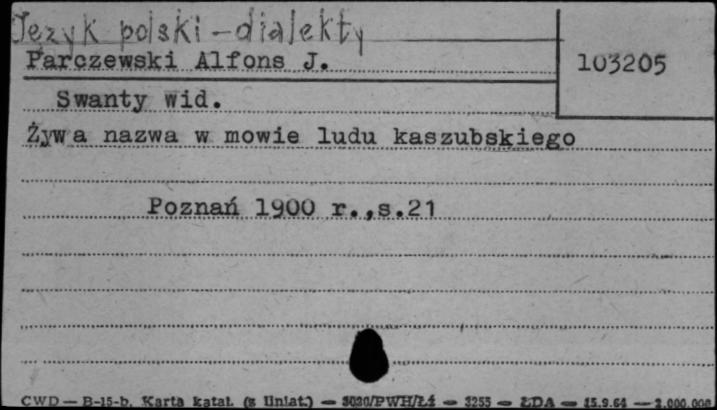 Język polski - dialekty
Parczewski Alfons J.
103205
Swanty wid.
Żywa nazwa w mowie ludu kaszubskiego
Poznań 1900 r.,s.21
CWD — B-15-b. Karta katal. (z liniat.) — 3030/PWH/Łś — 3255 — ŁDA — 15.9.64 — 2.000.000